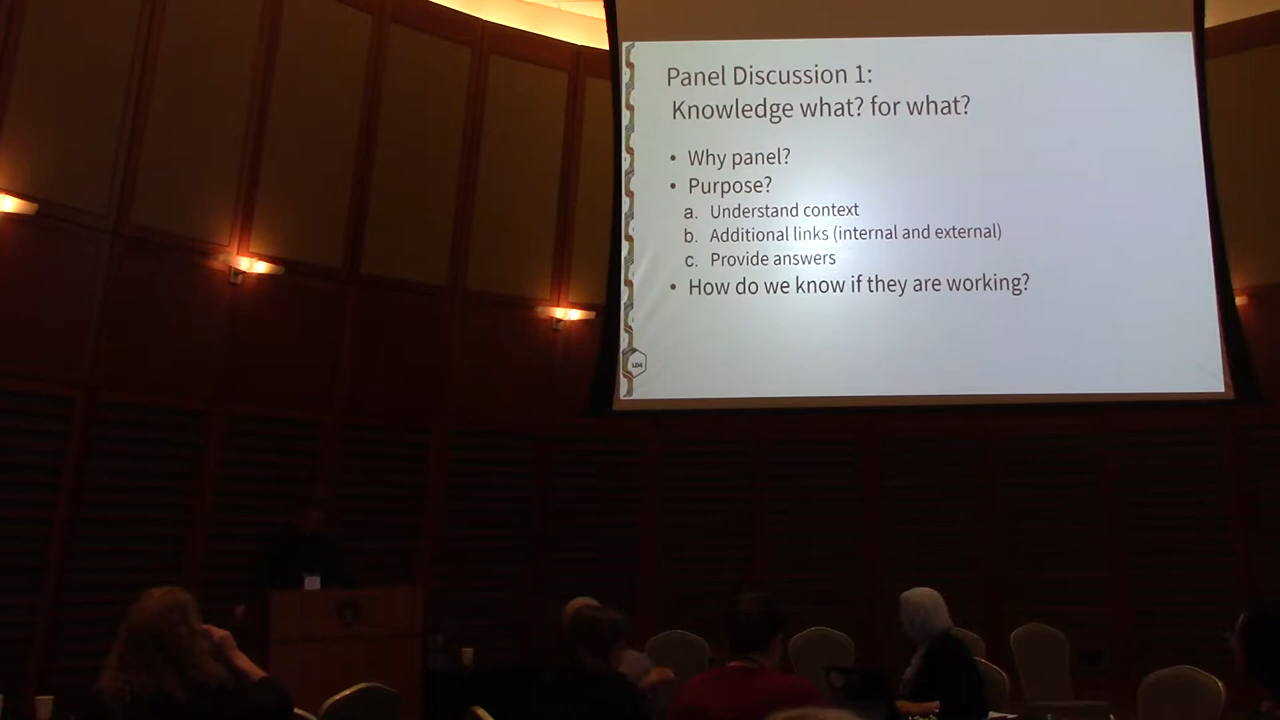 Panel Discussion 1:
Knowledge what? for what?
• Why panel?
• Purpose?
a. Understand context
b. Additional links (internal and external)
c. Provide answers
• How do we know if they are working?
LD4